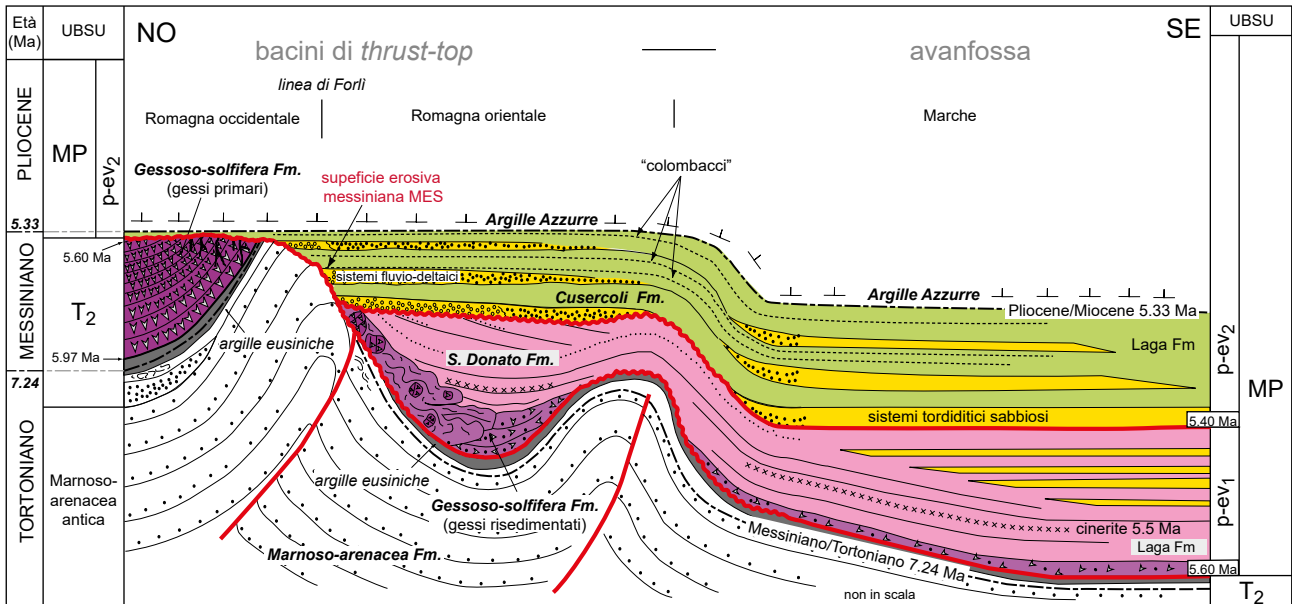 Età
(Ma)
UBSU
NO
SE
UBSU
bacini di thrust-top
avanfossa
linea di Forlì
Romagna occidentale
Romagna orientale
Marche
PLIOCENE
MP
p-ev2
Gessoso-solfifera Fm.
(gessi primari)
supeficie erosiva
messiniana MES
“colombacci”
5.33
Argille Azzurre
5.60 Ma
sistemi fluvio-deltaici
Argille Azzurre
Cusercoli Fm.
Pliocene/Miocene 5.33 Ma
MESSINIANO
T2
Laga Fm
p-ev2
argille eusiniche
5.97 Ma
S. Donato Fm.
7.24
MP
sistemi tordiditici sabbiosi
5.40 Ma
TORTONIANO
Marnoso-
arenacea
antica
argille eusiniche
Gessoso-solfifera Fm.
(gessi risedimentati)
p-ev1
cinerite 5.5 Ma
Marnoso-arenacea Fm.
Messiniano/Tortoniano 7.24 Ma
Laga Fm
5.60 Ma
non in scala
T2